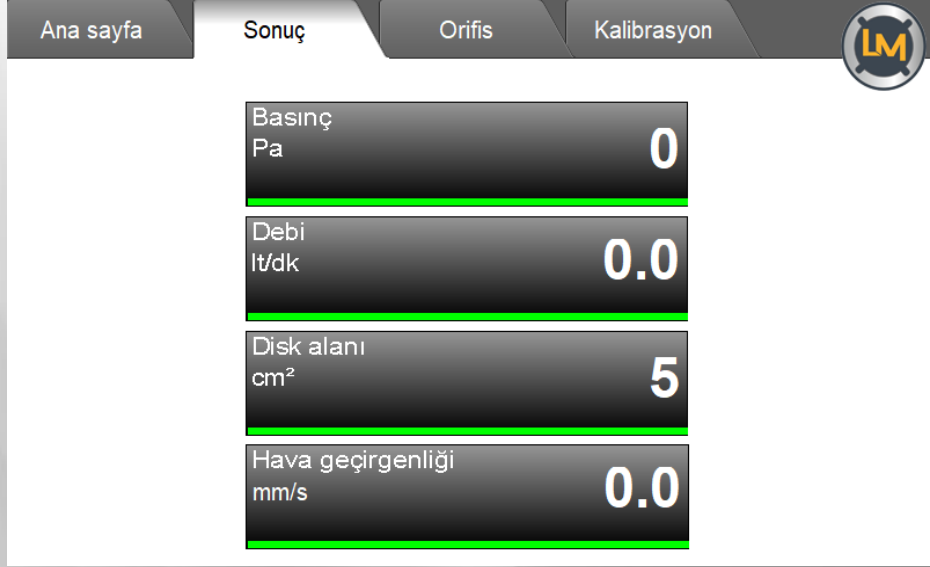 Ana sayfa
Sonuç
Orifis
Kalibrasyon
LM
Basınç
Pa
0
Debi
lt/dk
0.0
Disk alanı
cm²
5
Hava geçirgenliği
mm/s
0.0